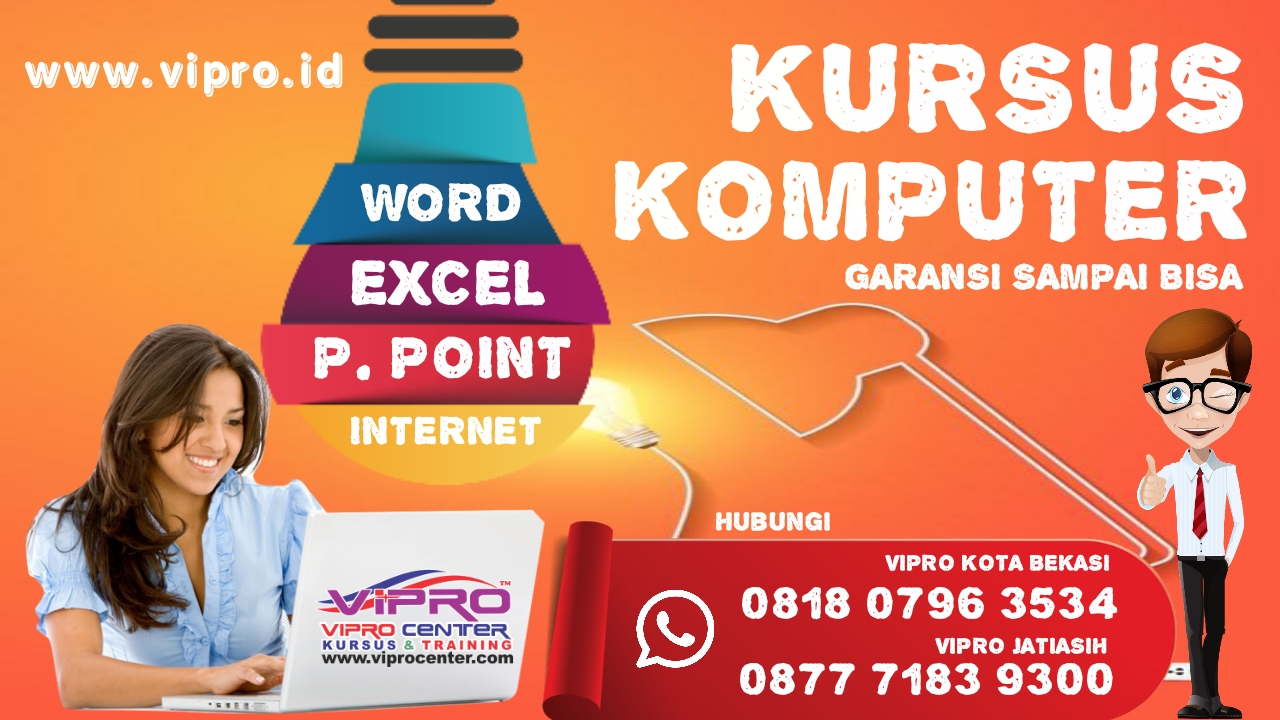 www.vipro.id
KURSUS
KOMPUTER
GARANSI SAMPAI BISA
WORD
EXCEL
P. POINT
INTERNET
VIPRO™
VIPRO CENTER
KURSUS & TRAINING
www.viprocenter.com
HUBUNGI
VIPRO KOTA BEKASI
0818 0796 3534
VIPRO JATIASIH
0877 7183 9300